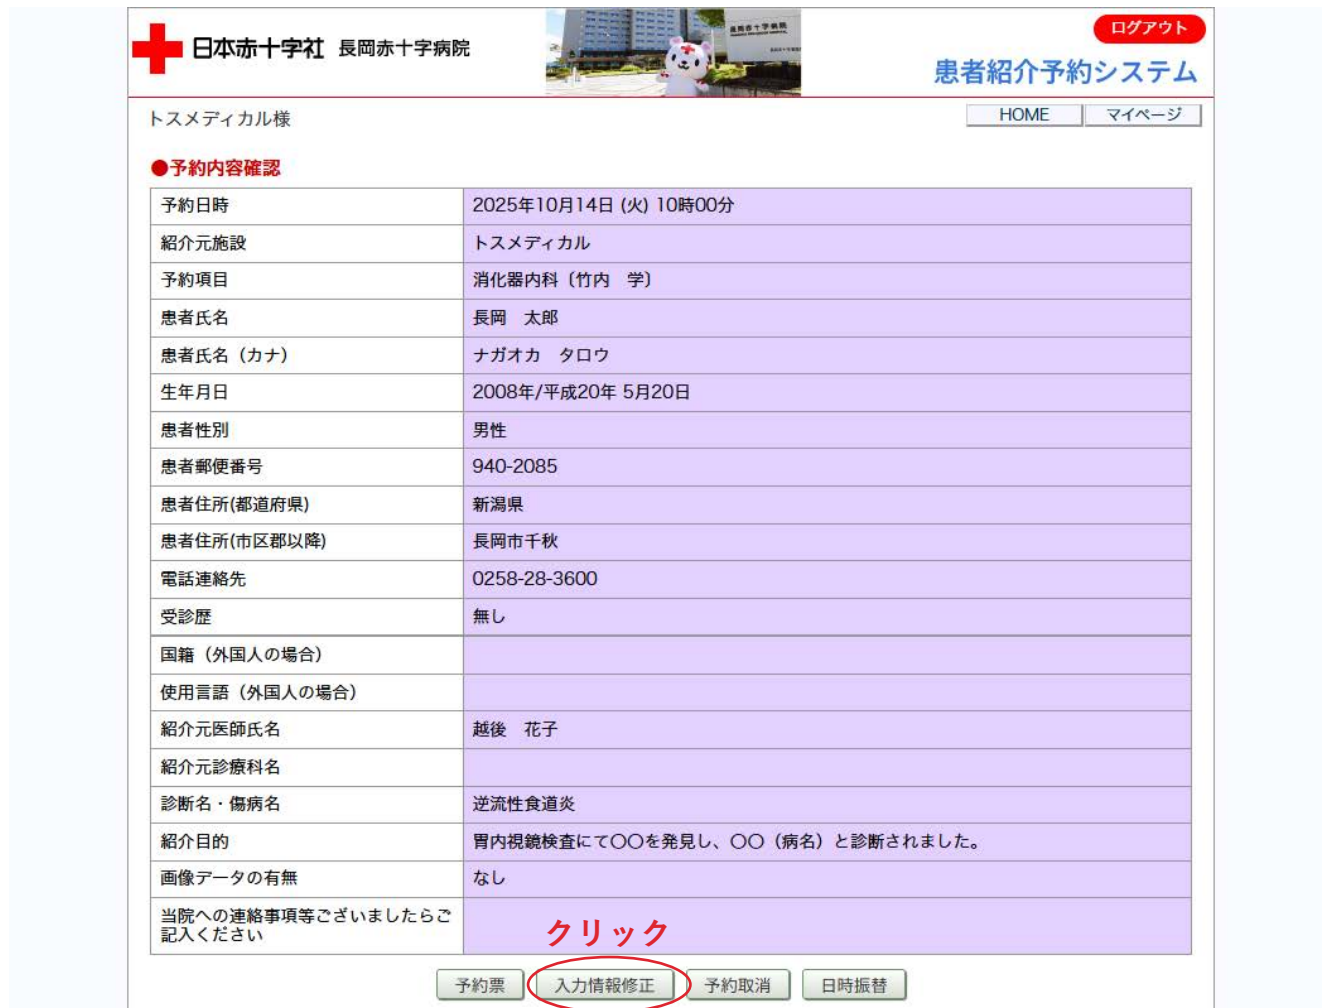 日本赤十字社 長岡赤十字病院
長岡赤十字病院
ログアウト
患者紹介予約システム
トスメディカル様
HOME マイページ
●予約内容確認
予約日時 2025年10月14日 (火) 10時00分
紹介元施設 トスメディカル
予約項目 消化器内科〔竹内　学〕
患者氏名 長岡　太郎
患者氏名（カナ） ナガオカ　タロウ
生年月日 2008年/平成20年 5月20日
患者性別 男性
患者郵便番号 940-2085
患者住所(都道府県) 新潟県
患者住所(市区郡以降) 長岡市千秋
電話連絡先 0258-28-3600
受診歴 無し
国籍（外国人の場合）
使用言語（外国人の場合）
紹介元医師氏名 越後　花子
紹介元診療科名
診断名・傷病名 逆流性食道炎
紹介目的 胃内視鏡検査にて〇〇を発見し、〇〇（病名）と診断されました。
画像データの有無 なし
当院への連絡事項等ございましたらご
記入ください
クリック
予約票 入力情報修正 予約取消 日時振替